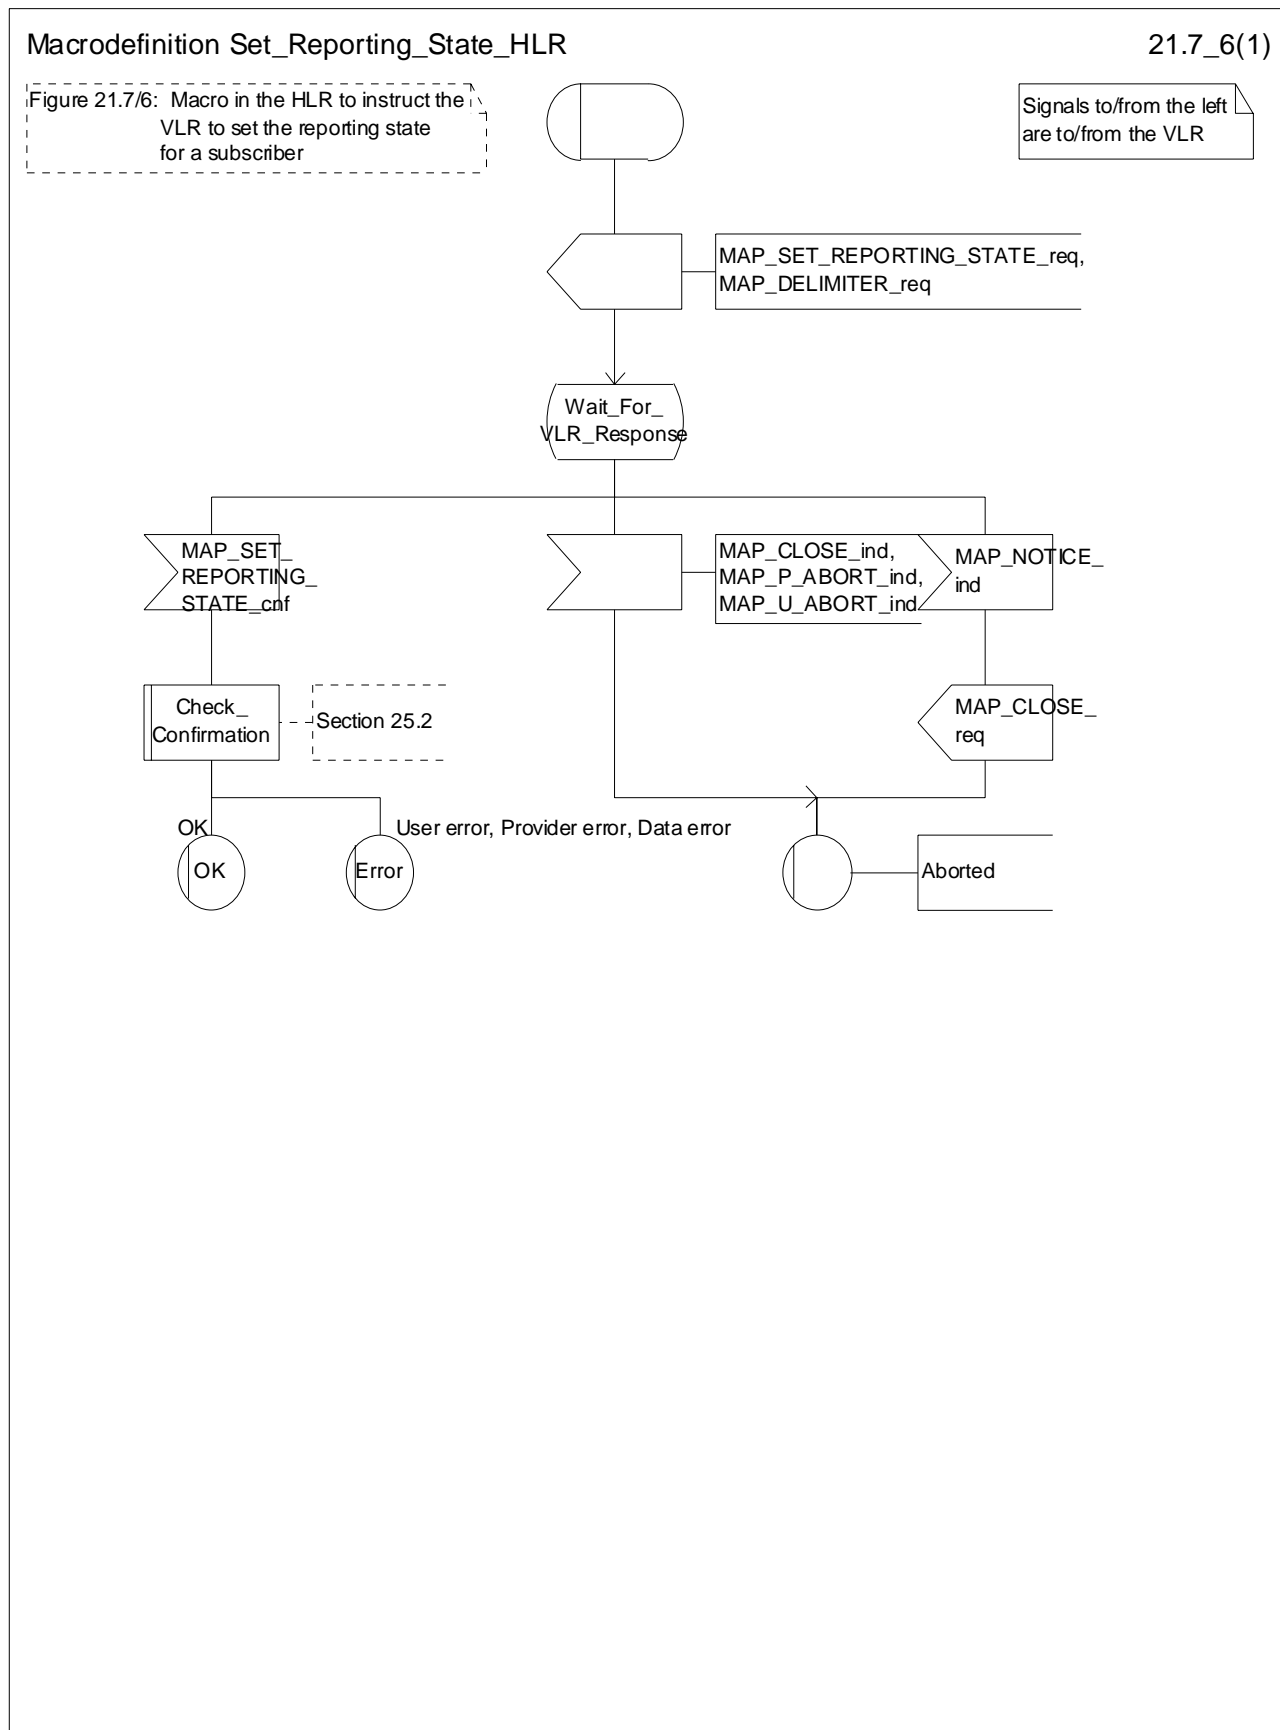 Macrodefinition Set_Reporting_State_HLR
21.7_6(1)
Figure 21.7/6: Macro in the HLR to instruct the
VLR to set the reporting state
for a subscriber
Signals to/from the left
are to/from the VLR
MAP_SET_REPORTING_STATE_req,
MAP_DELIMITER_req
Wait_For_
VLR_Response
MAP_SET_
REPORTING_
STATE_cnf
MAP_CLOSE_ind,
MAP_P_ABORT_ind,
MAP_U_ABORT_ind
MAP_NOTICE_
ind
Check_
Confirmation
Section 25.2
MAP_CLOSE_
req
OK
User error, Provider error, Data error
OK
Error
Aborted